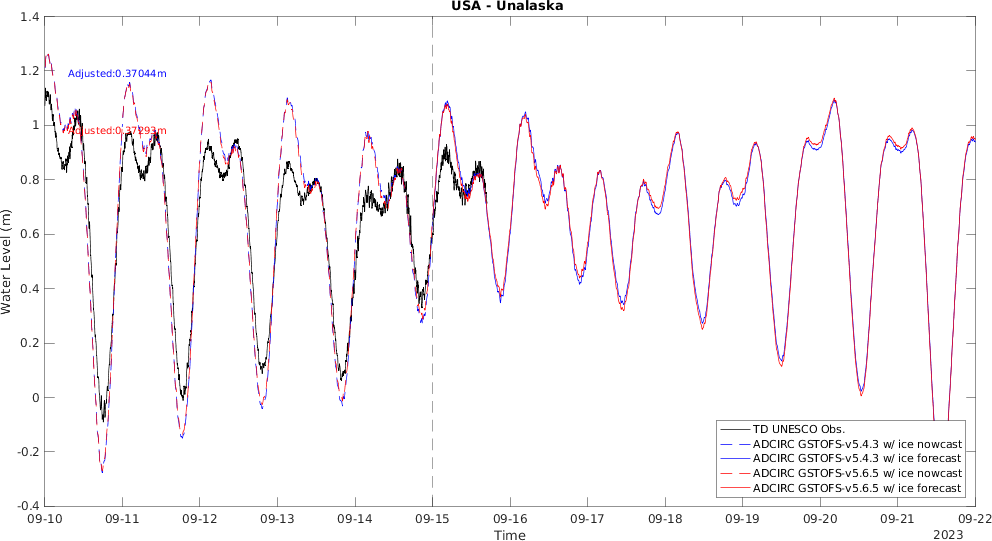 USA - Unalaska
1.4
1.2
1
0.8
0.6
0.4
0.2
0
-0.2
-0.4
Water Level (m)
Adjusted:0.37044m
Adjusted:0.37293m
TD UNESCO Obs.
ADCIRC GSTOFS-v5.4.3 w/ ice nowcast
ADCIRC GSTOFS-v5.4.3 w/ ice forecast
ADCIRC GSTOFS-v5.6.5 w/ ice nowcast
ADCIRC GSTOFS-v5.6.5 w/ ice forecast
09-10 09-11 09-12 09-13 09-14 09-15 09-16 09-17 09-18 09-19 09-20 09-21 09-22
Time
2023